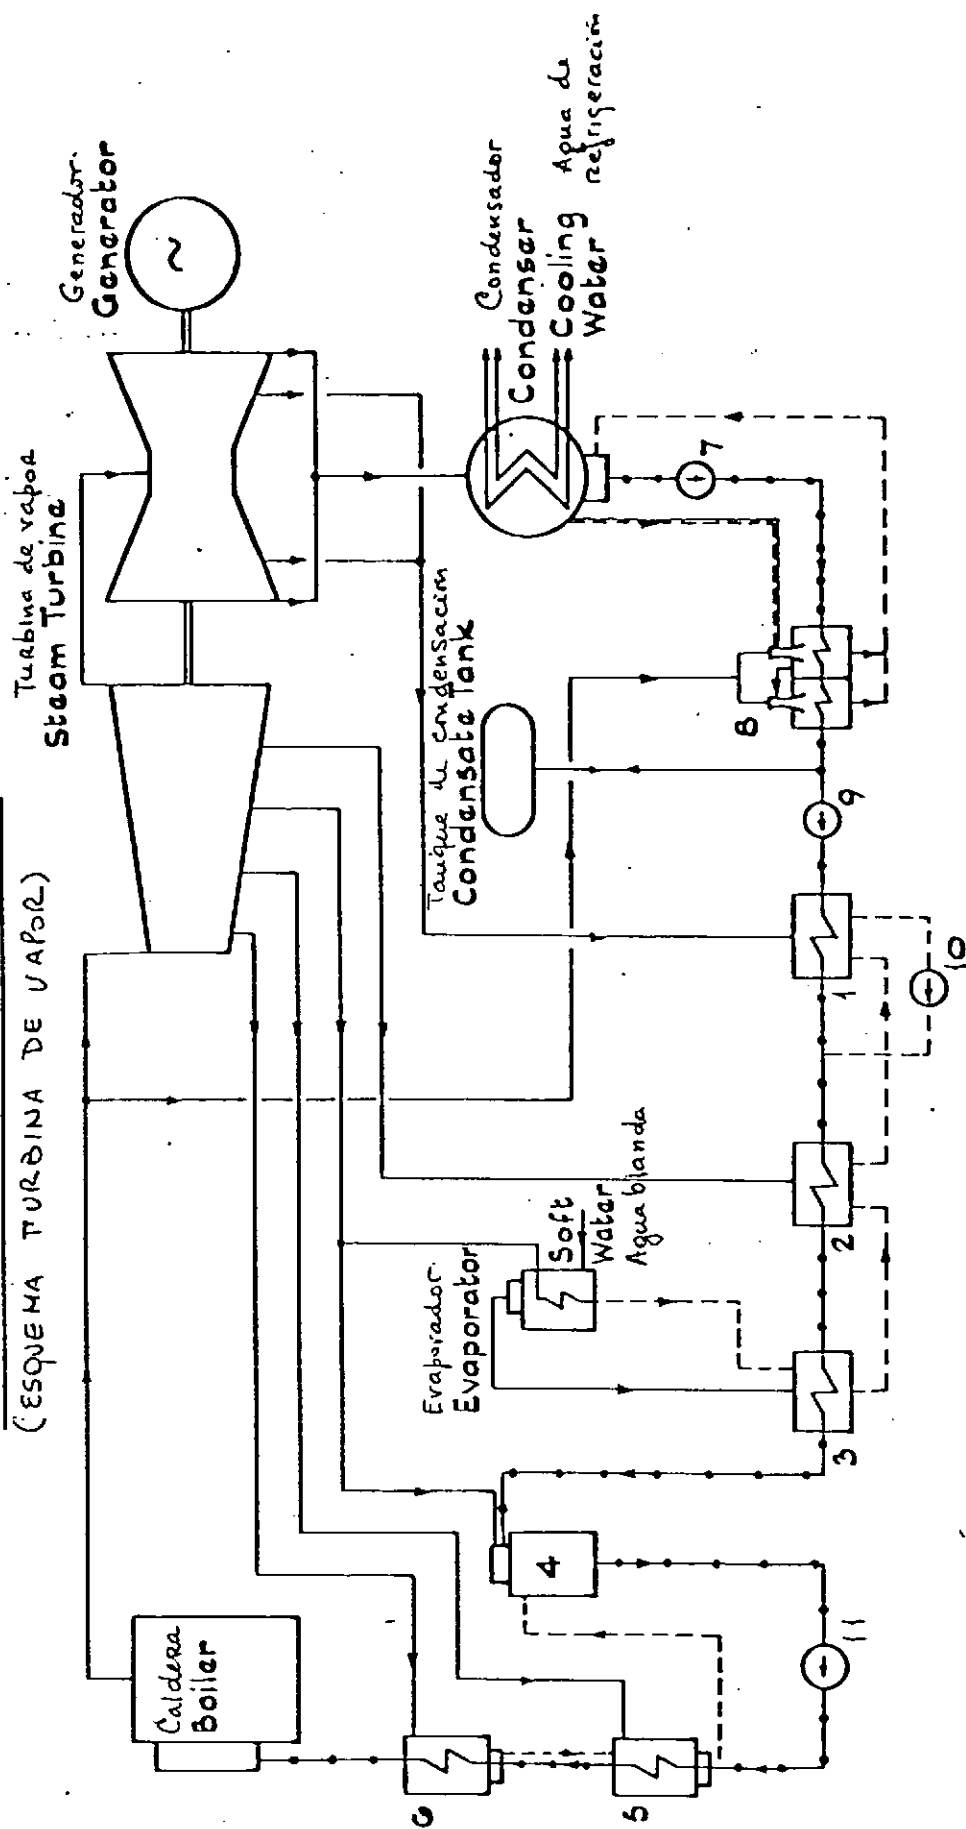 (ESQUEMA TURBINA DE VAPOR)
Turbina de vapor
Steam Turbine
Generador.
Generator
Caldera
Boiler
Condensador
Condenser
Cooling
Water
Agua de
refrigeración
Tanque de condensación
Condensate Tank
Evaporador.
Evaporator
Soft
Water
Agua blanda
1
2
3
4
5
6
7
8
9
10
11